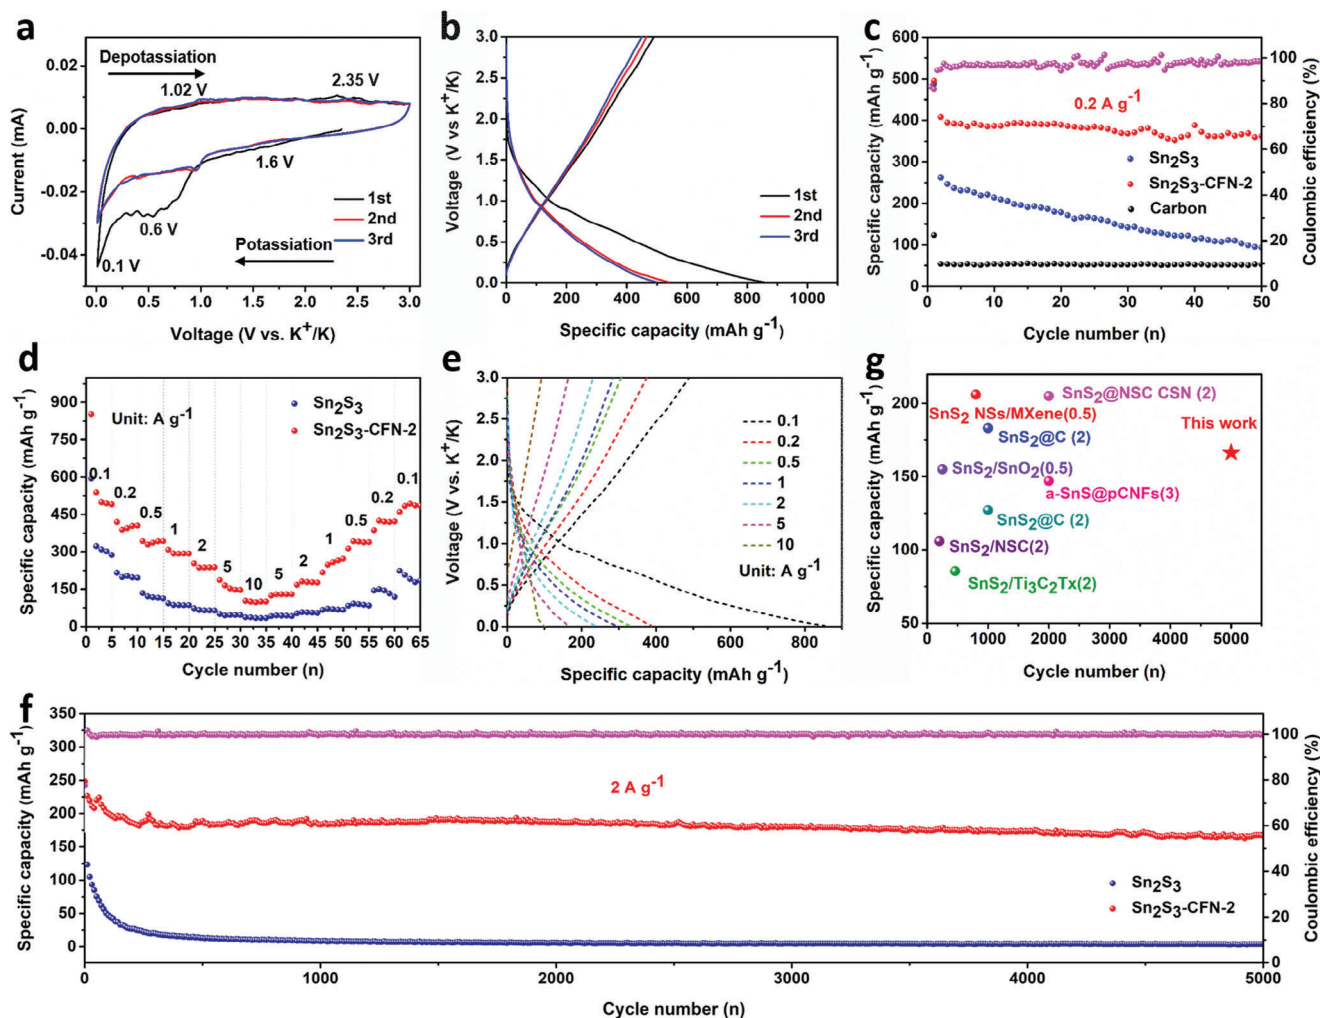 a
Depotassiation
1.02 V
2.35 V
1.6 V
0.6 V
0.1 V
Potassiation
1st
2nd
3rd
0.02
0.00
-0.02
-0.04
Current (mA)
0.0 0.5 1.0 1.5 2.0 2.5 3.0
Voltage (V vs. K⁺/K)
b
3.0
2.5
2.0
1.5
1.0
0.5
0.0
Voltage (V vs K⁺/K)
1st
2nd
3rd
0 200 400 600 800 1000
Specific capacity (mAh g⁻¹)
c
600
500
400
300
200
100
0
Specific capacity (mAh g⁻¹)
0.2 A g⁻¹
Sn₂S₃
Sn₂S₃-CFN-2
Carbon
100
80
60
40
20
0
Coulombic efficiency (%)
0 10 20 30 40 50
Cycle number (n)
d
900
750
600
450
300
150
0
Specific capacity (mAh g⁻¹)
Unit: A g⁻¹
Sn₂S₃
Sn₂S₃-CFN-2
0.1
0.2
0.5
1
2
5
10
5
2
1
0.5
0.2
0.1
0 5 10 15 20 25 30 35 40 45 50 55 60 65
Cycle number (n)
e
3.0
2.5
2.0
1.5
1.0
0.5
0.0
Voltage (V vs. K⁺/K)
0.1
0.2
0.5
1
2
5
10
Unit: A g⁻¹
0 200 400 600 800
Specific capacity (mAh g⁻¹)
g
200
150
100
50
Specific capacity (mAh g⁻¹)
SnS₂@NSC CSN (2)
SnS₂ NSs/MXene(0.5)
This work
SnS₂@C (2)
SnS₂/SnO₂(0.5)
a-SnS@pCNFs(3)
SnS₂@C (2)
SnS₂/NSC(2)
SnS₂/Ti₃C₂Tx(2)
0 1000 2000 3000 4000 5000
Cycle number (n)
f
350
300
250
200
150
100
50
0
Specific capacity (mAh g⁻¹)
2 A g⁻¹
Sn₂S₃
Sn₂S₃-CFN-2
100
80
60
40
20
0
Coulombic efficiency (%)
0 1000 2000 3000 4000 5000
Cycle number (n)